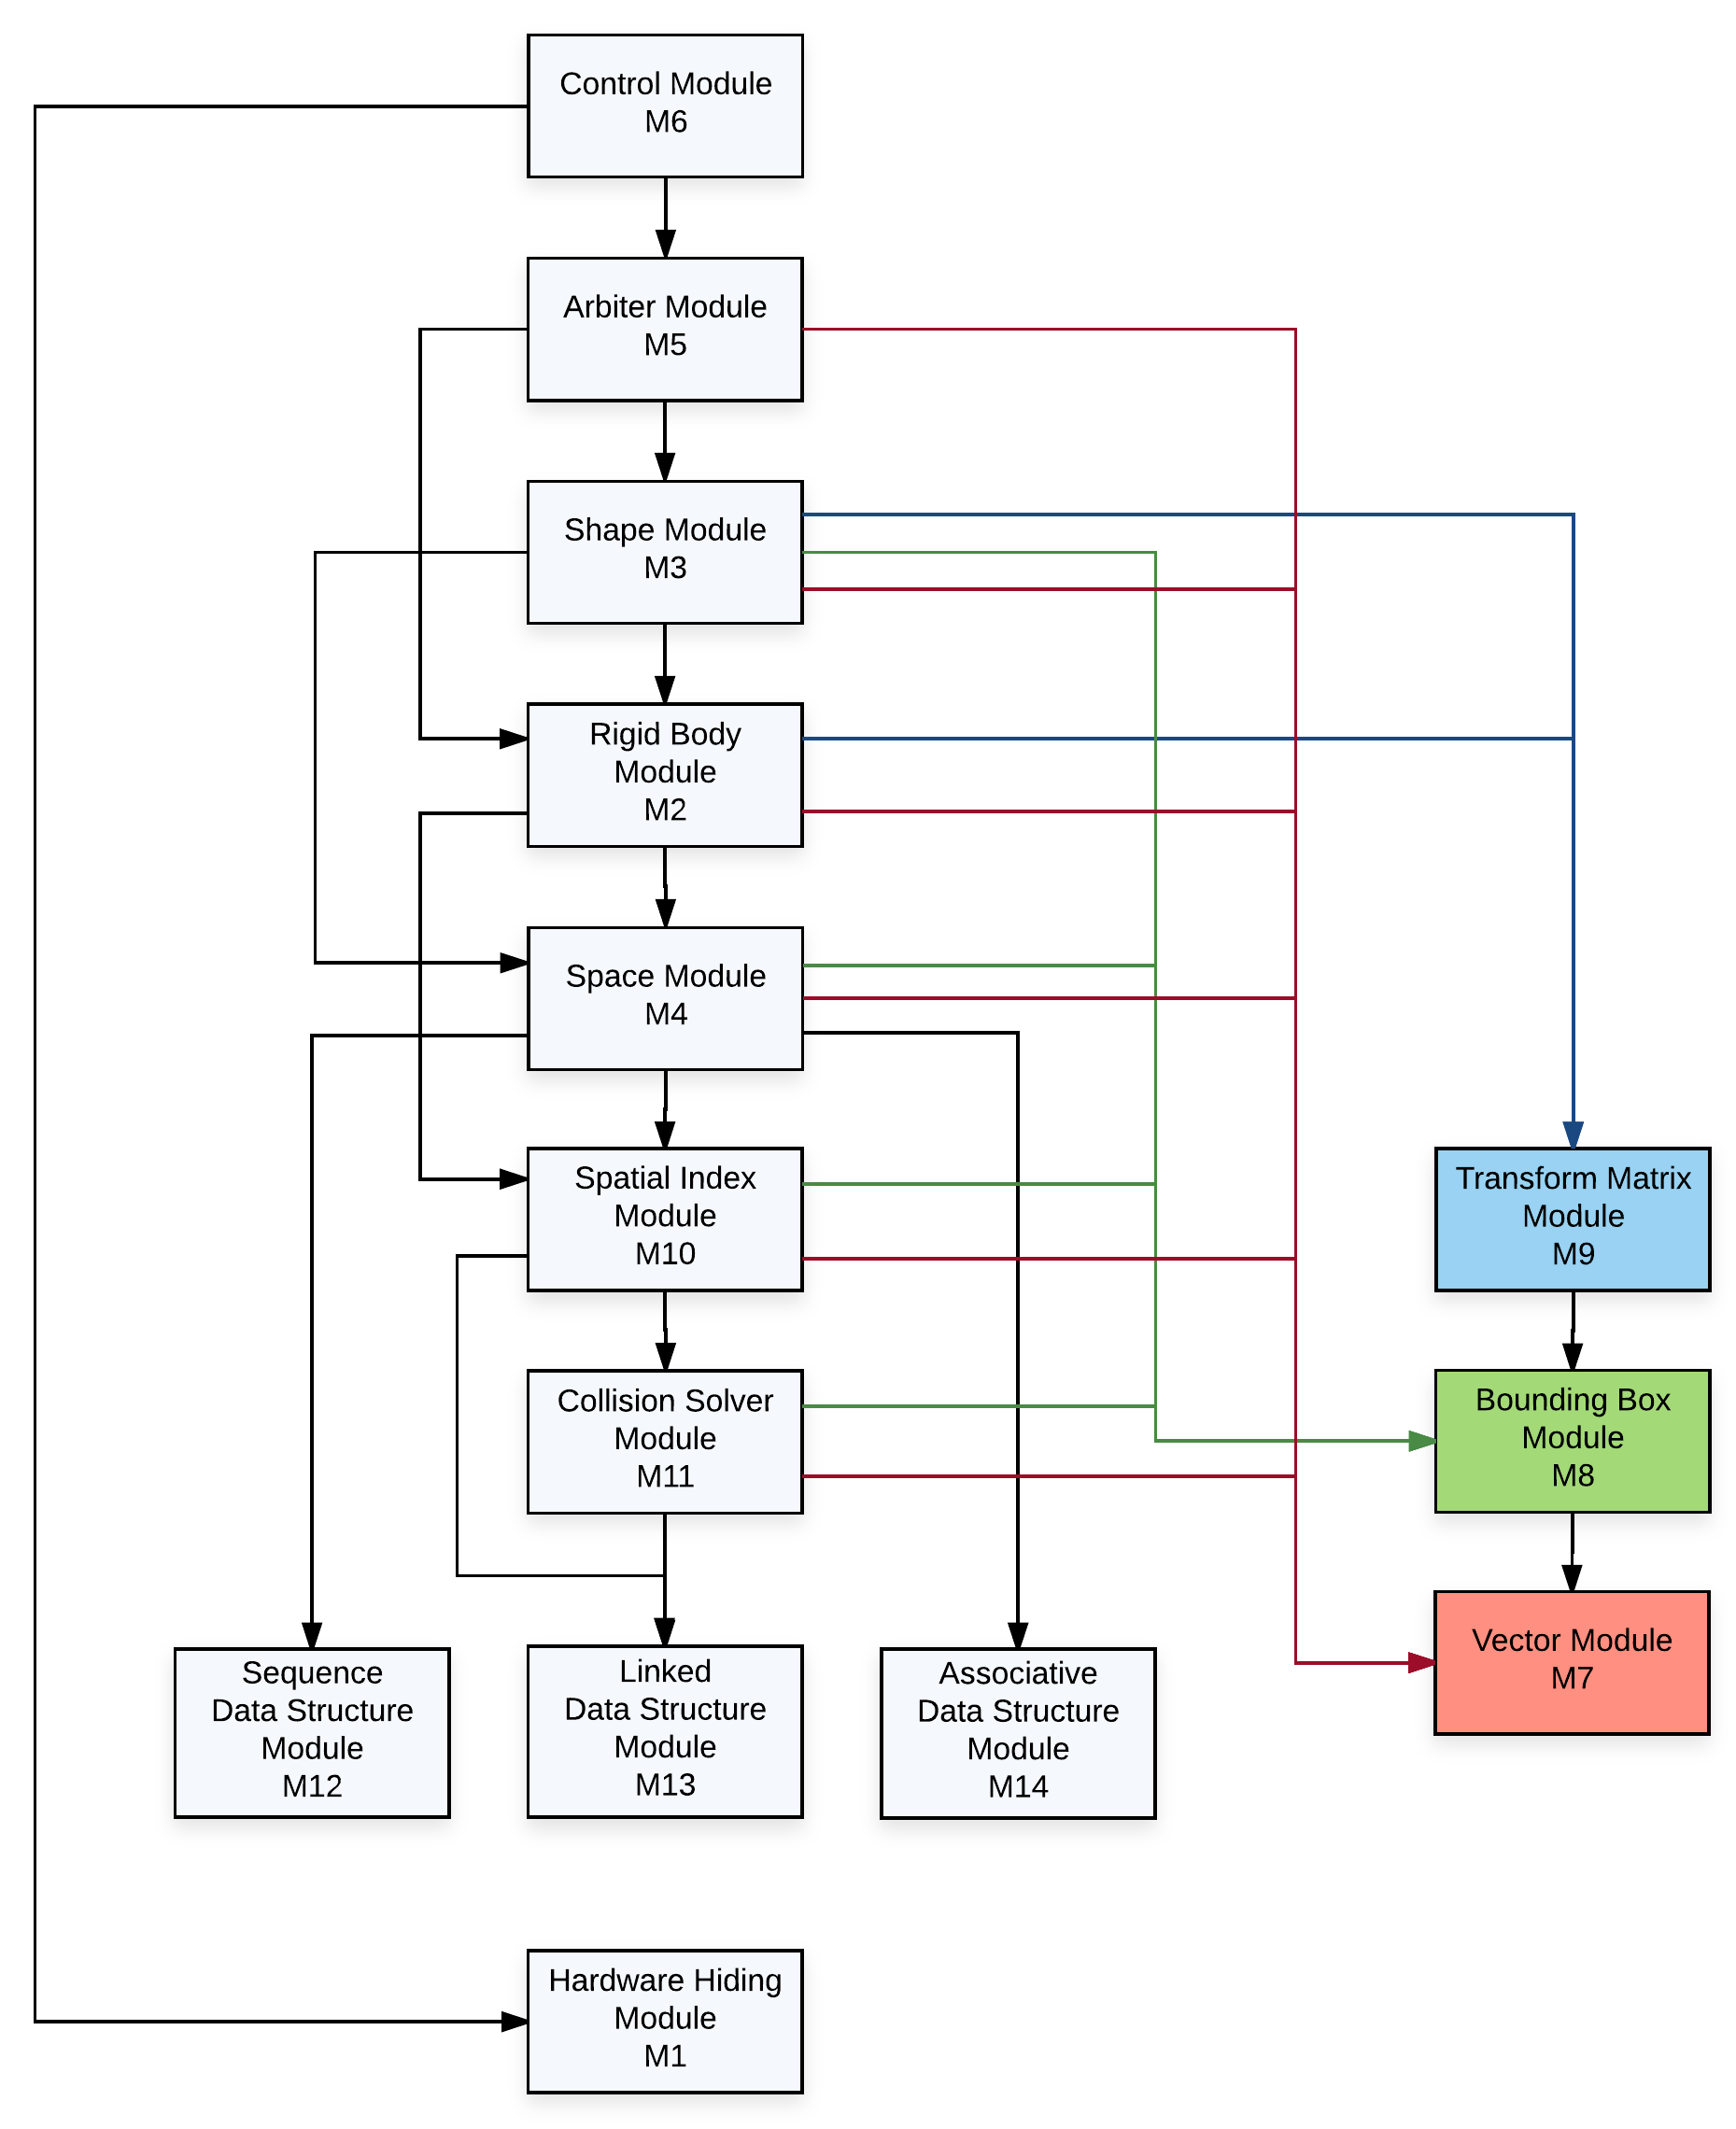 Control Module
M6
Arbiter Module
M5
Shape Module
M3
Rigid Body
Module
M2
Space Module
M4
Spatial Index
Module
M10
Transform Matrix
Module
M9
Collision Solver
Module
M11
Bounding Box
Module
M8
Vector Module
M7
Sequence
Data Structure
Module
M12
Linked
Data Structure
Module
M13
Associative
Data Structure
Module
M14
Hardware Hiding
Module
M1